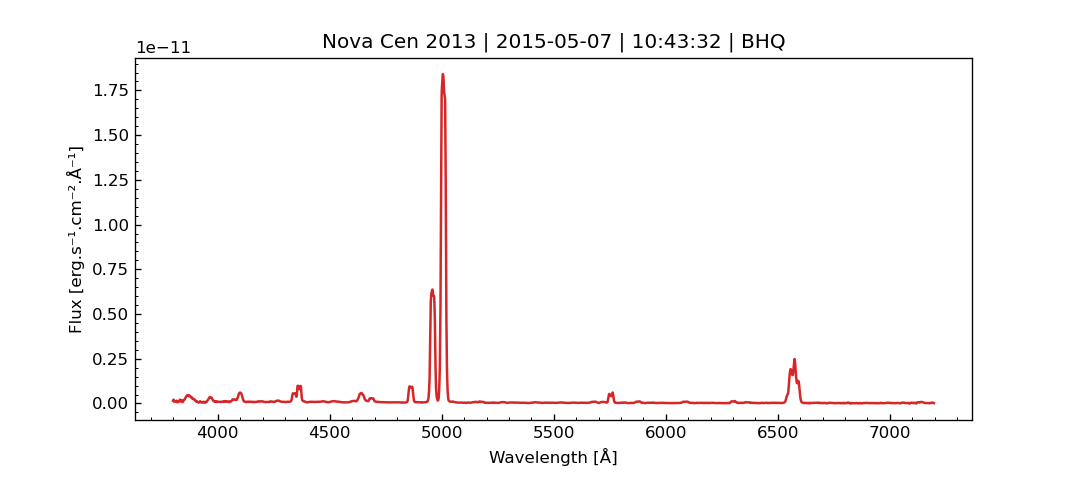 Nova Cen 2013 | 2015-05-07 | 10:43:32 | BHQ
1e−11
1.75
1.50
1.25
1.00
0.75
0.50
0.25
0.00
Flux [erg.s⁻¹.cm⁻².Å⁻¹]
4000 4500 5000 5500 6000 6500 7000
Wavelength [Å]